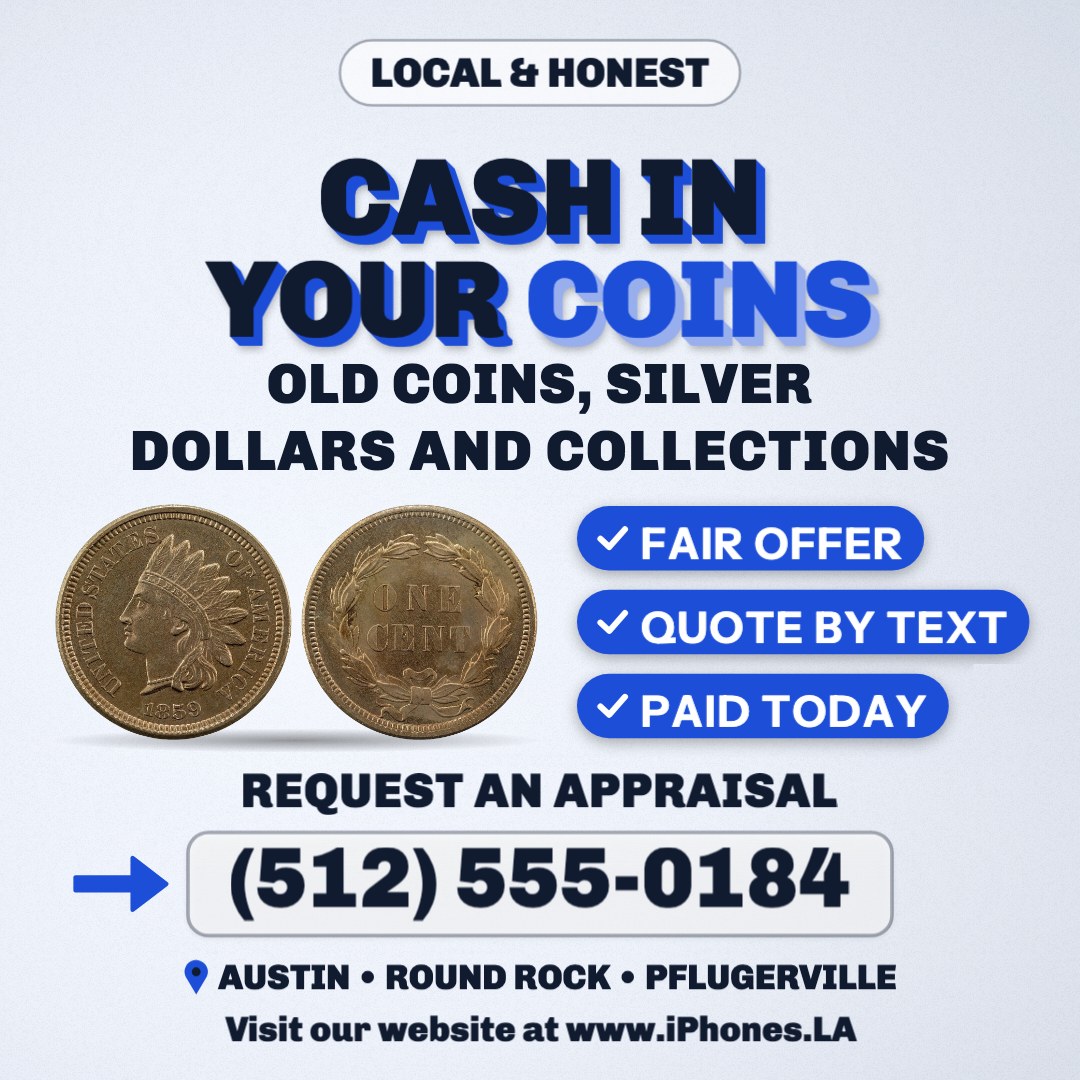 LOCAL & HONEST
CASH IN
YOUR COINS
OLD COINS, SILVER
DOLLARS AND COLLECTIONS
UNITED STATES OF AMERICA
1859
ONE
CENT
✓ FAIR OFFER
✓ QUOTE BY TEXT
✓ PAID TODAY
REQUEST AN APPRAISAL
(512) 555-0184
AUSTIN • ROUND ROCK • PFLUGERVILLE
Visit our website at www.iPhones.LA